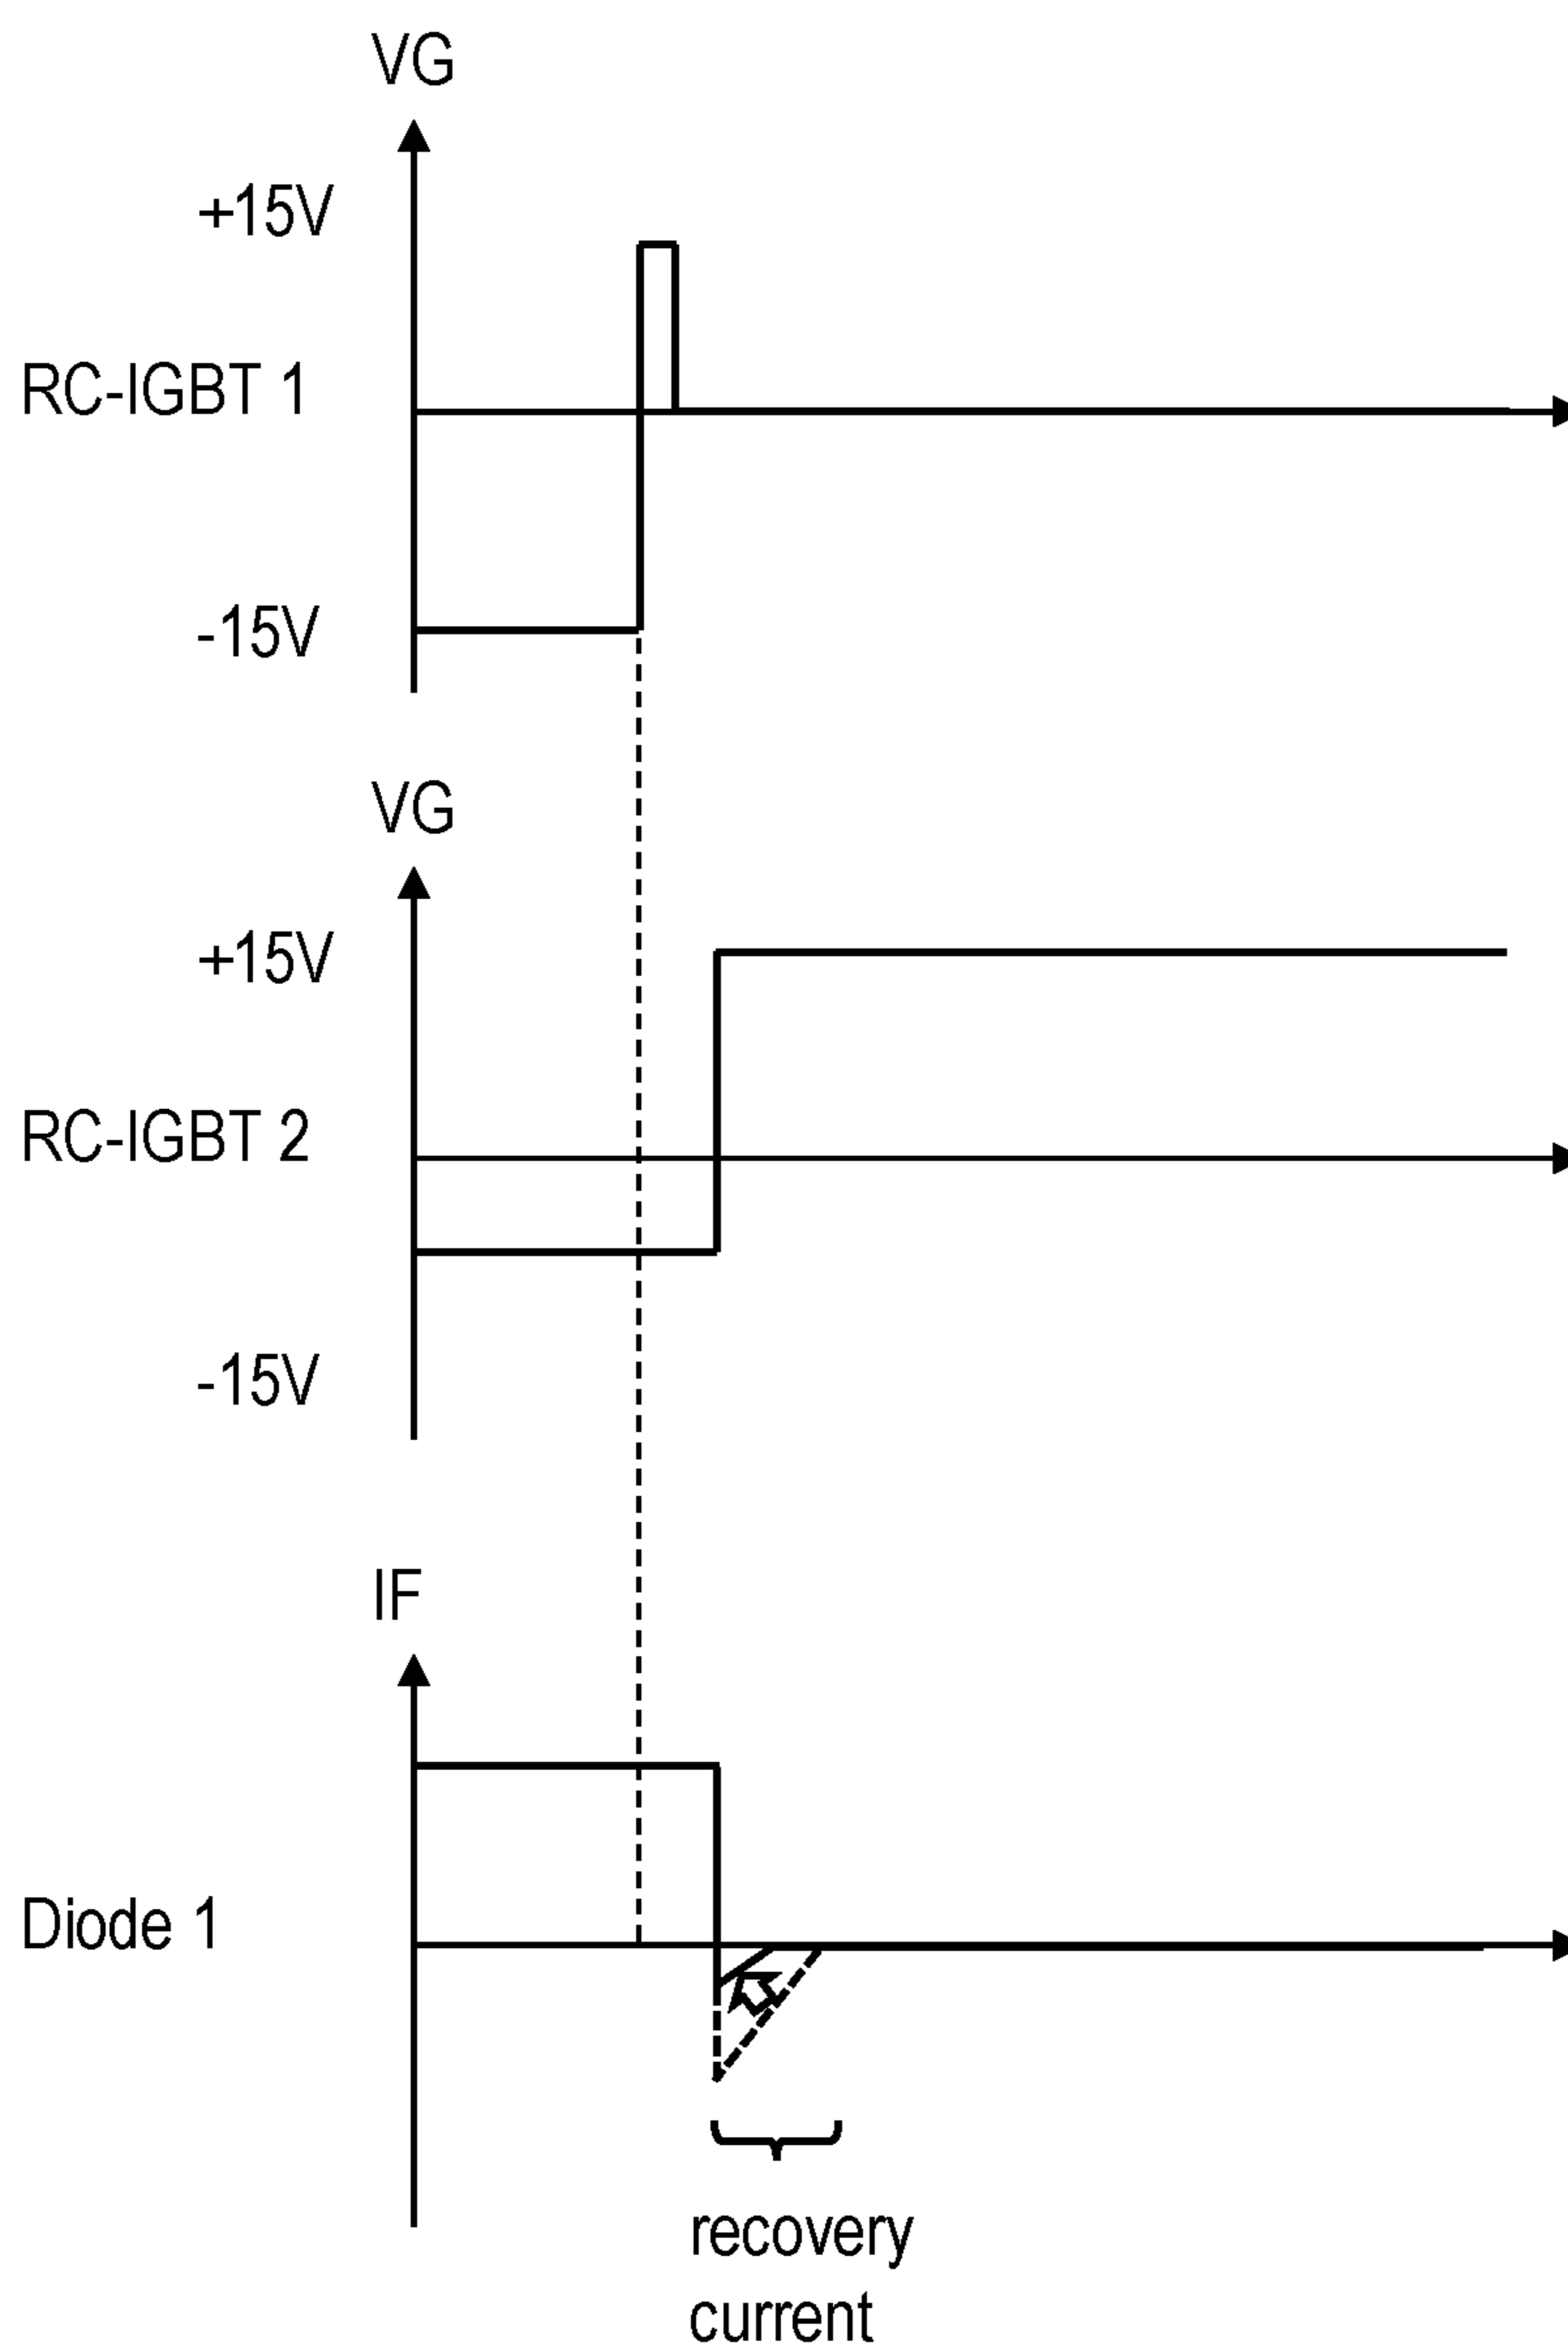 VG
+15V
RC-IGBT 1
-15V
VG
+15V
RC-IGBT 2
-15V
IF
Diode 1
recovery
current